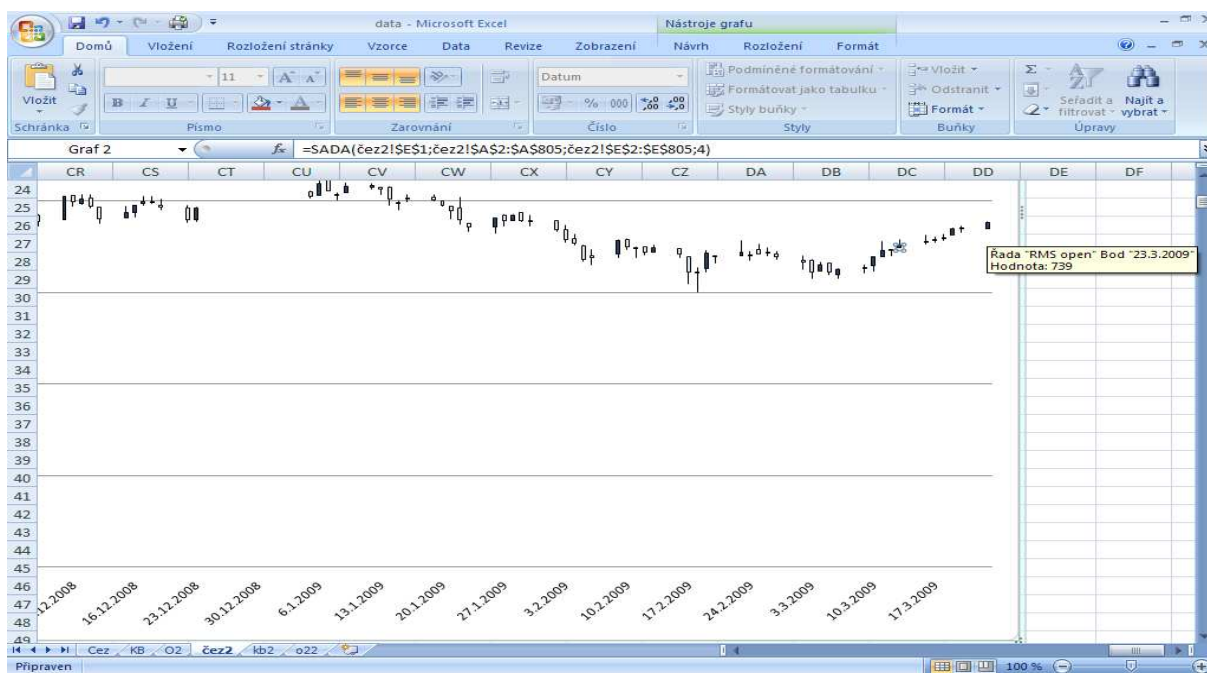 data - Microsoft Excel
Nástroje grafu
Domů Vložení Rozložení stránky Vzorce Data Revize Zobrazení Návrh Rozložení Formát
Vložit
11 A A
B I U A
Datum
% 000
Podmíněné formátování
Formátovat jako tabulku
Styly buňky
Vložit
Odstranit
Formát
Σ
Seřadit a filtrovat
Najít a vybrat
Schránka Písmo Zarovnání Číslo Styly Buňky Úpravy
Graf 2 fx =SADA(čez2!$E$1;čez2!$A$2:$A$805;čez2!$E$2:$E$805;4)
CR CS CT CU CV CW CX CY CZ DA DB DC DD DE DF
24
25
26
27
28
29
30
31
32
33
34
35
36
37
38
39
40
41
42
43
44
45
46
47
48
49
Řada "RMS open" Bod "23.3.2009"
Hodnota: 739
.12.2008 16.12.2008 23.12.2008 30.12.2008 6.1.2009 13.1.2009 20.1.2009 27.1.2009 3.2.2009 10.2.2009 17.2.2009 24.2.2009 3.3.2009 10.3.2009 17.3.2009
Cez KB O2 čez2 kb2 o22
Připraven 100 %